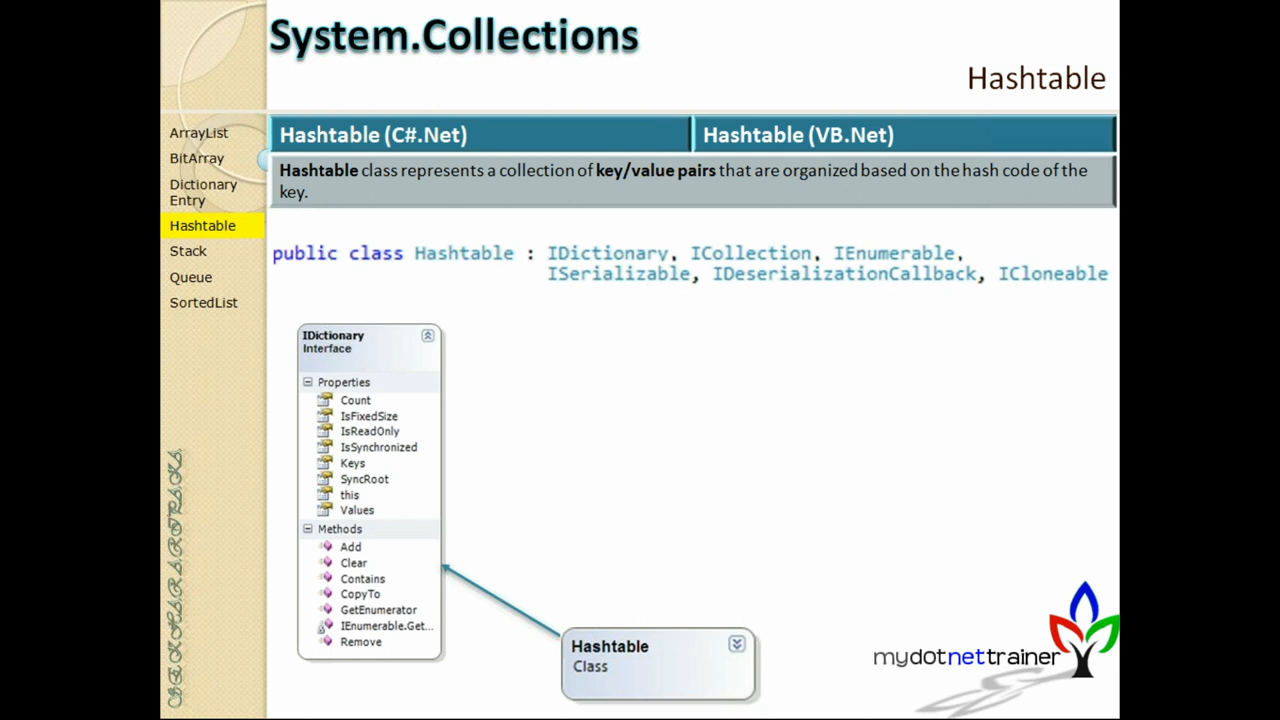 System.Collections
Hashtable
ArrayList
BitArray
Dictionary
Entry
Hashtable
Stack
Queue
SortedList
Hashtable (C#.Net)
Hashtable (VB.Net)
Hashtable class represents a collection of key/value pairs that are organized based on the hash code of the
key.
public class Hashtable : IDictionary, ICollection, IEnumerable,
ISerializable, IDeserializationCallback, ICloneable
IDictionary
Interface
Properties
Count
IsFixedSize
IsReadOnly
IsSynchronized
Keys
SyncRoot
this
Values
Methods
Add
Clear
Contains
CopyTo
GetEnumerator
IEnumerable.Get...
Remove
Hashtable
Class
mydotnettrainer